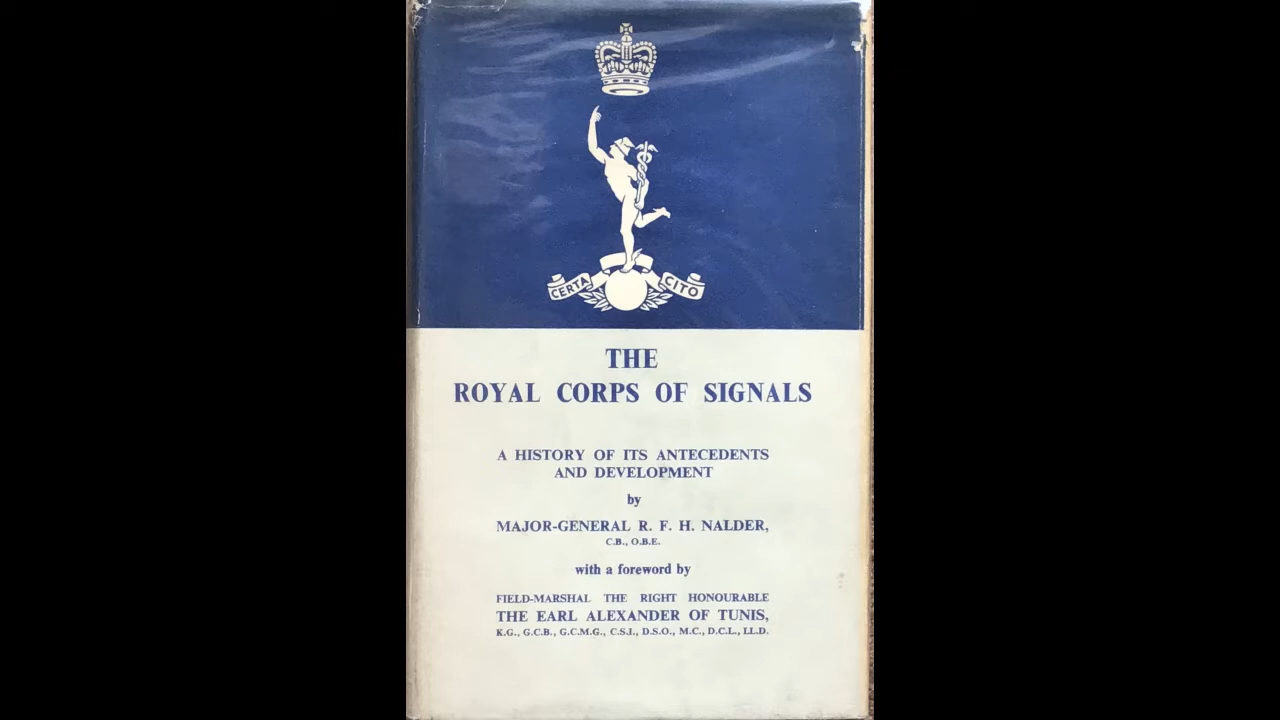 CERTA CITO
THE
ROYAL CORPS OF SIGNALS
A HISTORY OF ITS ANTECEDENTS
AND DEVELOPMENT
by
MAJOR-GENERAL R. F. H. NALDER,
C.B., O.B.E.
with a foreword by
FIELD-MARSHAL THE RIGHT HONOURABLE
THE EARL ALEXANDER OF TUNIS,
K.G., G.C.B., G.C.M.G., C.S.I., D.S.O., M.C., D.C.L., LL.D.